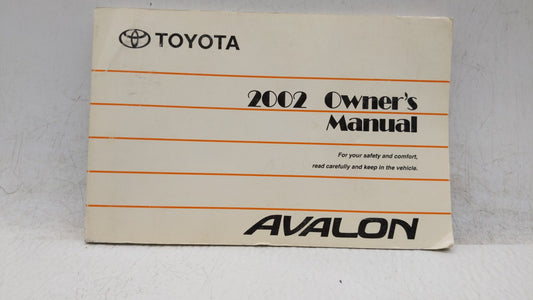 TOYOTA
2002 Owner's
Manual
For your safety and comfort,
read carefully and keep in the vehicle.
AVALON